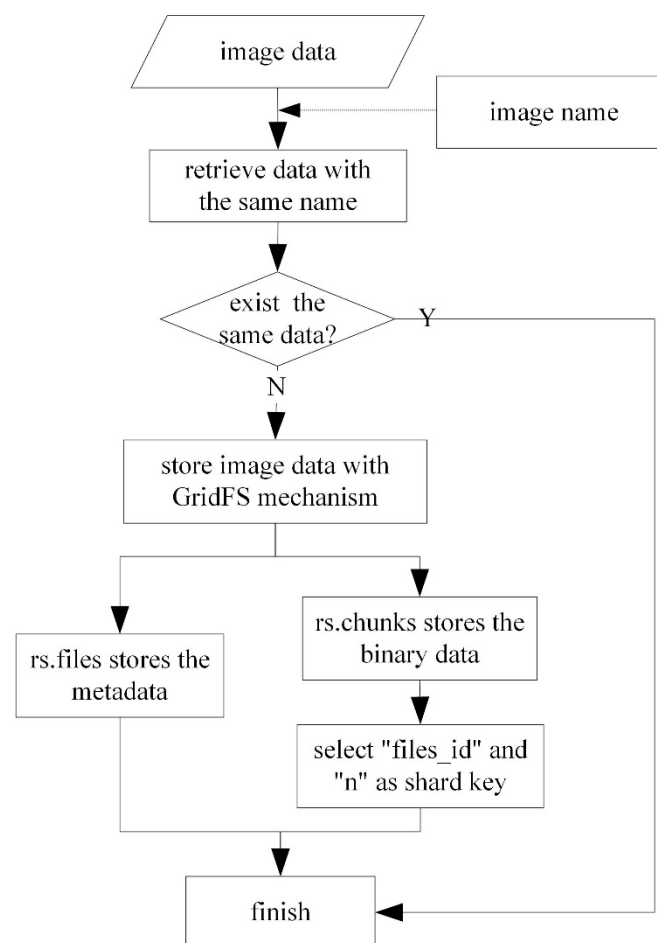 image data
image name
retrieve data with
the same name
exist the
same data?
Y
N
store image data with
GridFS mechanism
rs.files stores the
metadata
rs.chunks stores the
binary data
select "files_id" and
"n" as shard key
finish